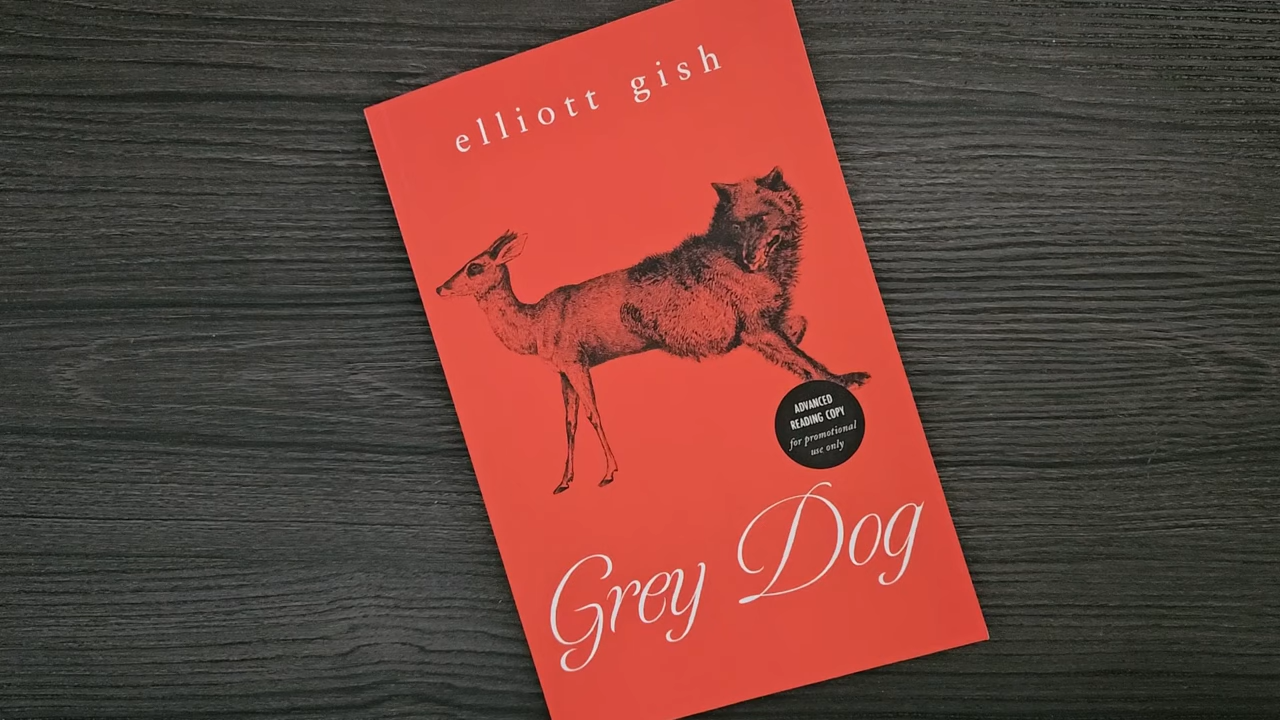 elliott gish
ADVANCED
READING COPY
for promotional
use only
Grey Dog